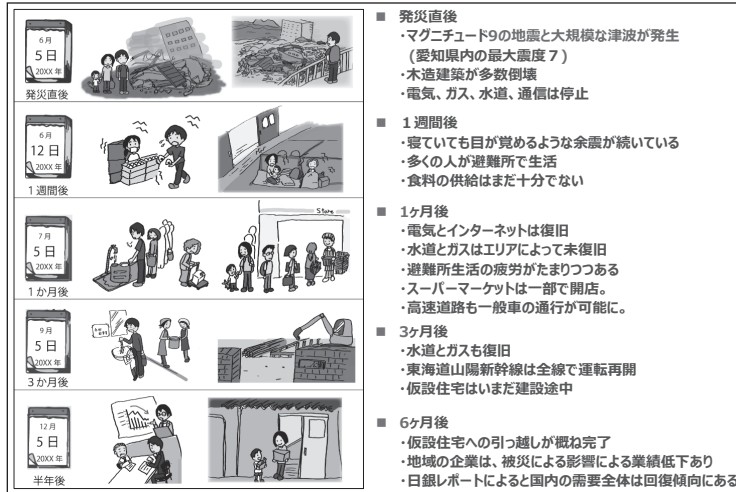 6月
5日
20XX年
発災直後
6月
12日
20XX年
1週間後
7月
5日
20XX年
1か月後
Store
9月
5日
20XX年
3か月後
12月
5日
20XX年
半年後
■ 発災直後
・マグニチュード9の地震と大規模な津波が発生
(愛知県内の最大震度7)
・木造建築が多数倒壊
・電気、ガス、水道、通信は停止
■ 1週間後
・寝ていても目が覚めるような余震が続いている
・多くの人が避難所で生活
・食料の供給はまだ十分でない
■ 1ヶ月後
・電気とインターネットは復旧
・水道とガスはエリアによって未復旧
・避難所生活の疲労がたまりつつある
・スーパーマーケットは一部で開店。
・高速道路も一般車の通行が可能に。
■ 3ヶ月後
・水道とガスも復旧
・東海道山陽新幹線は全線で運転再開
・仮設住宅はいまだ建設途中
■ 6ヶ月後
・仮設住宅への引っ越しが概ね完了
・地域の企業は、被災による影響による業績低下あり
・日銀レポートによると国内の需要全体は回復傾向にある